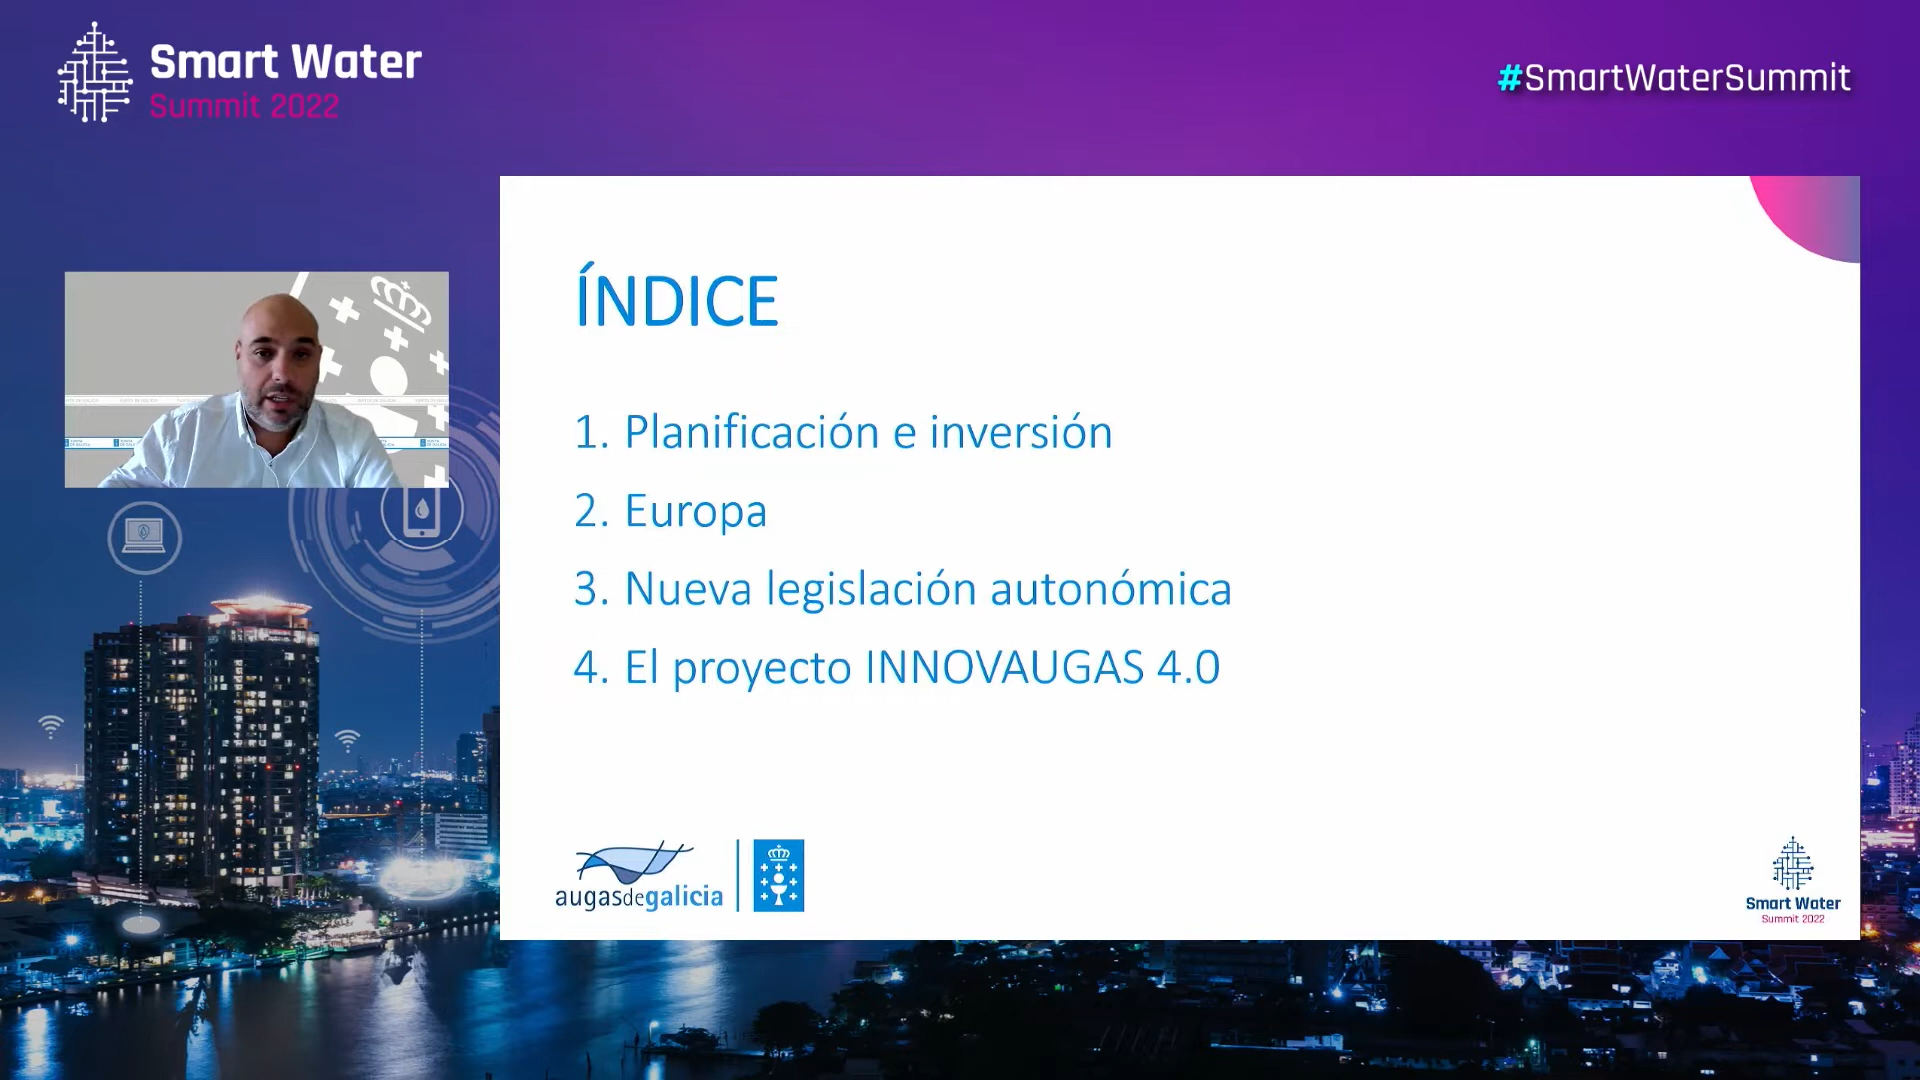 Smart Water
Summit 2022
#SmartWaterSummit
ÍNDICE
1. Planificación e inversión
2. Europa
3. Nueva legislación autonómica
4. El proyecto INNOVAUGAS 4.0
augasdegalicia
Smart Water
Summit 2022